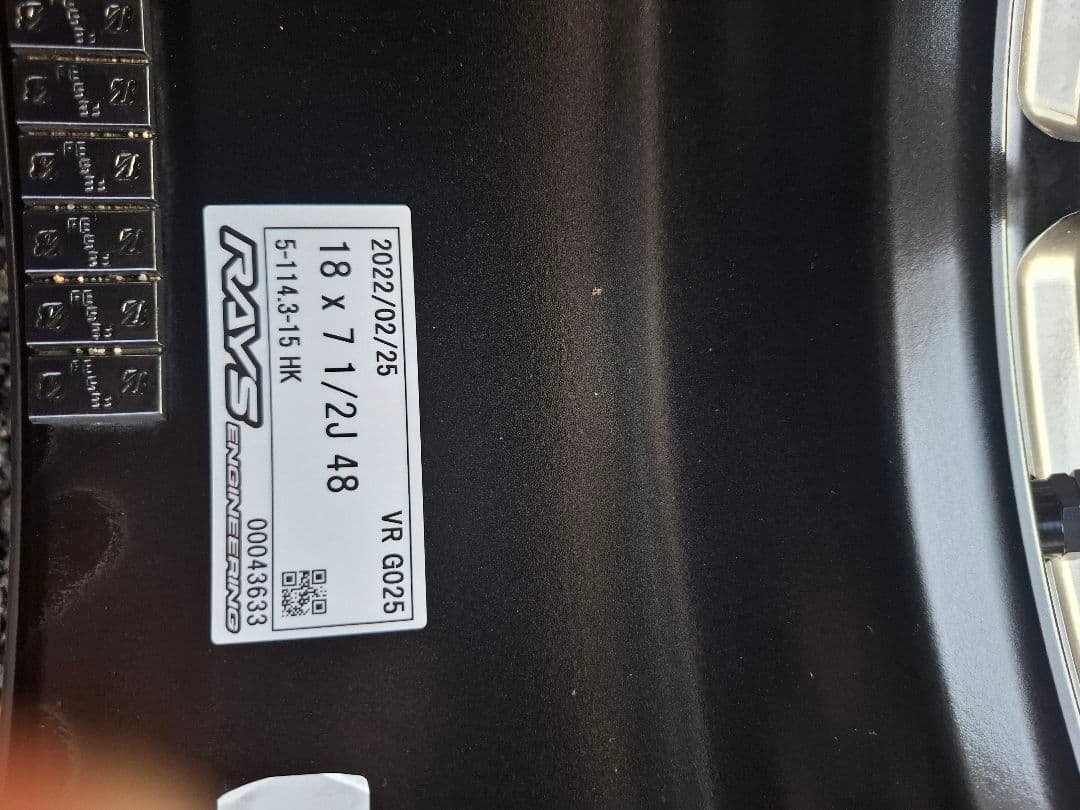 2022/02/25 VR G025
18 x 7 1/2J 48
5-114.3-15 HK
00043633
RAYS ENGINEERING